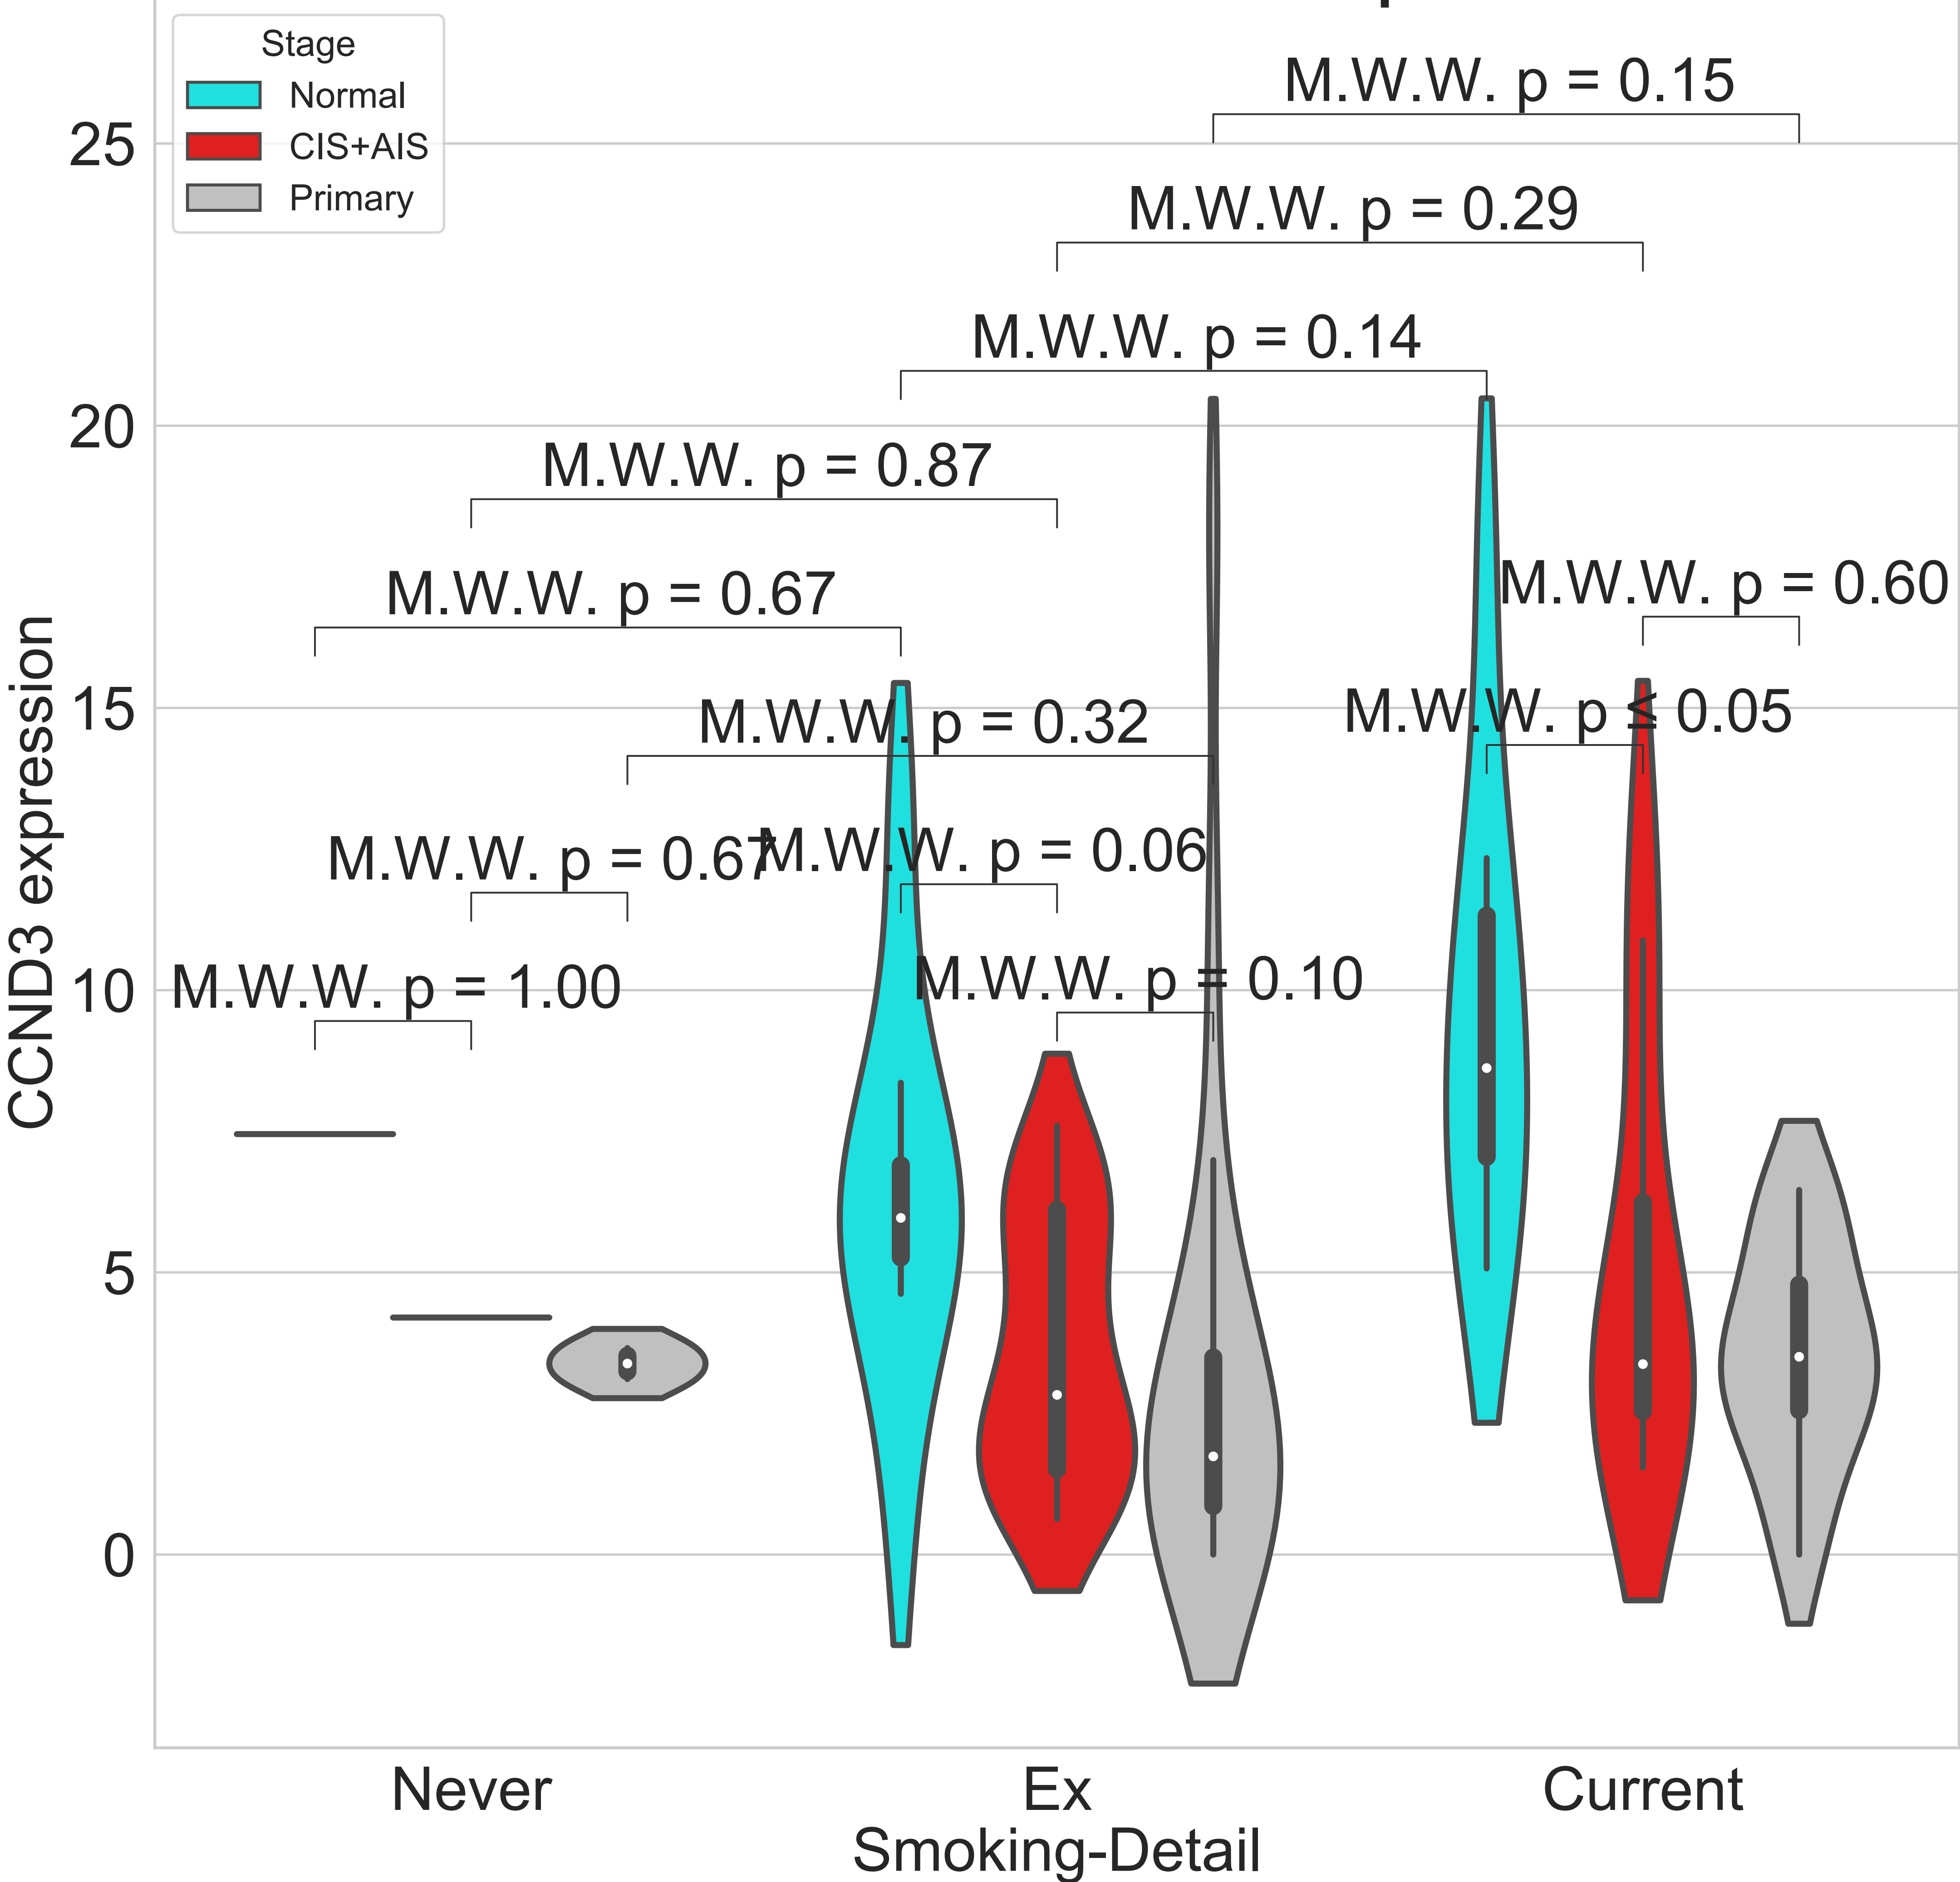 Stage
Normal
CIS+AIS
Primary
M.W.W. p = 0.15
M.W.W. p = 0.29
M.W.W. p = 0.14
M.W.W. p = 0.87
M.W.W. p = 0.67
M.W.W. p = 0.60
M.W.W. p = 0.32
M.W.W. p < 0.05
M.W.W. p = 0.67
M.W.W. p = 0.06
M.W.W. p = 1.00
M.W.W. p = 0.10
25
20
15
10
5
0
CCND3 expression
Never
Ex
Current
Smoking-Detail